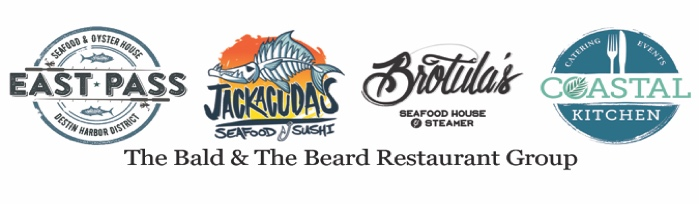 SEAFOOD & OYSTER HOUSE
EAST PASS
DESTIN HARBOR DISTRICT
JACKACUDAS
SEAFOOD SUSHI
Brotula's
SEAFOOD HOUSE
& STEAMER
CATERING EVENTS
COASTAL
KITCHEN
The Bald & The Beard Restaurant Group